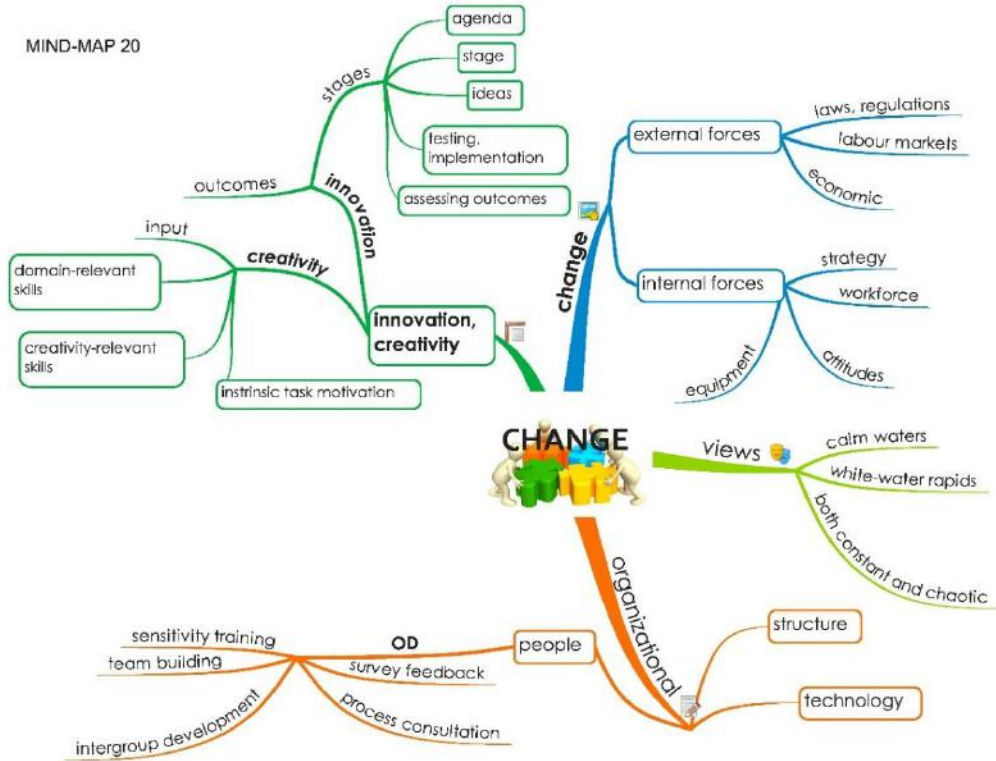 MIND-MAP 20
agenda
stage
ideas
testing,
implementation
assessing outcomes
stages
outcomes
innovation
input
creativity
domain-relevant
skills
creativity-relevant
skills
instrinsic task motivation
innovation,
creativity
change
external forces
laws, regulations
labour markets
economic
internal forces
strategy
workforce
attitudes
equipment
CHANGE
views
calm waters
white-water rapids
both constant and chaotic
organizational
structure
technology
people
OD
sensitivity training
team building
intergroup development
survey feedback
process consultation